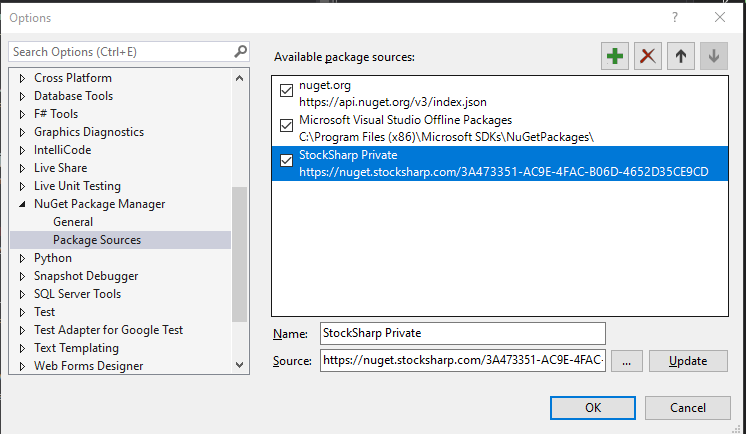 Options
Search Options (Ctrl+E)
Cross Platform
Database Tools
F# Tools
Graphics Diagnostics
IntelliCode
Live Share
Live Unit Testing
NuGet Package Manager
General
Package Sources
Python
Snapshot Debugger
SQL Server Tools
Test
Test Adapter for Google Test
Text Templating
Web Forms Designer
Available package sources:
nuget.org
https://api.nuget.org/v3/index.json
Microsoft Visual Studio Offline Packages
C:\Program Files (x86)\Microsoft SDKs\NuGetPackages\
StockSharp Private
https://nuget.stocksharp.com/3A473351-AC9E-4FAC-B06D-4652D35CE9CD
Name: StockSharp Private
Source: https://nuget.stocksharp.com/3A473351-AC9E-4FAC- ... Update
OK Cancel